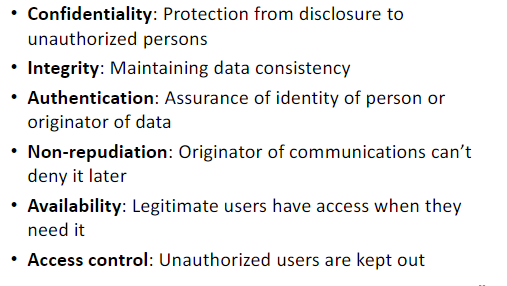 • Confidentiality: Protection from disclosure to
unauthorized persons
• Integrity: Maintaining data consistency
• Authentication: Assurance of identity of person or
originator of data
• Non-repudiation: Originator of communications can't
deny it later
• Availability: Legitimate users have access when they
need it
• Access control: Unauthorized users are kept out